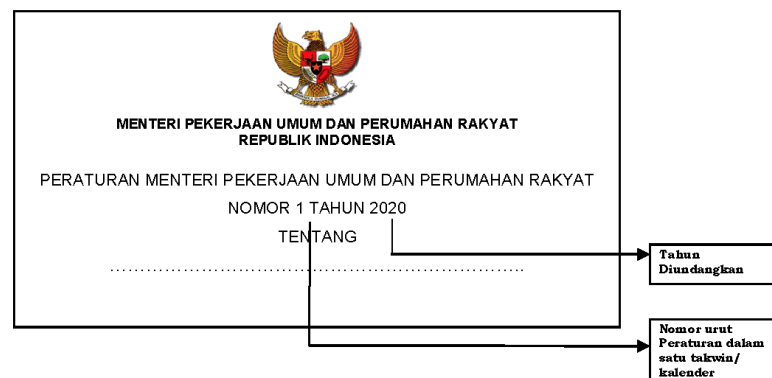 MENTERI PEKERJAAN UMUM DAN PERUMAHAN RAKYAT
REPUBLIK INDONESIA
PERATURAN MENTERI PEKERJAAN UMUM DAN PERUMAHAN RAKYAT
NOMOR 1 TAHUN 2020
TENTANG
……………………………………………………………..
Tahun
Diundangkan
Nomor urut
Peraturan dalam
satu takwin/
kalender